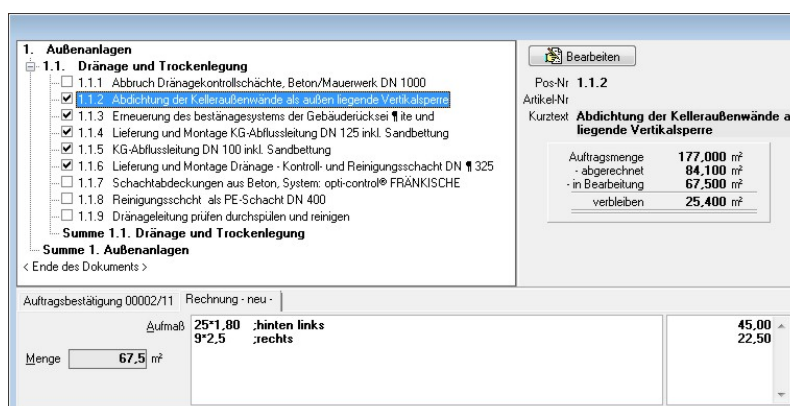 1. Außenanlagen
1.1. Dränage und Trockenlegung
1.1.1 Abbruch Dränagekontrollschächte, Beton/Mauerwerk DN 1000
1.1.2 Abdichtung der Kelleraußenwände als außen liegende Vertikalsperre
1.1.3 Erneuerung des bestänagesystems der Gebäuderücksei ¶ ite und
1.1.4 Lieferung und Montage KG-Abflussleitung DN 125 inkl. Sandbettung
1.1.5 KG-Abflussleitung DN 100 inkl. Sandbettung
1.1.6 Lieferung und Montage Dränage - Kontroll- und Reinigungsschacht DN ¶ 325
1.1.7 Schachtabdeckungen aus Beton, System: opti-control® FRÄNKISCHE
1.1.8 Reinigungsschcht als PE-Schacht DN 400
1.1.9 Dränageleitung prüfen durchspülen und reinigen
Summe 1.1. Dränage und Trockenlegung
Summe 1. Außenanlagen
< Ende des Dokuments >
Bearbeiten
Pos-Nr 1.1.2
Artikel-Nr
Kurztext Abdichtung der Kelleraußenwände a
liegende Vertikalsperre
Auftragsmenge 177,000 m²
- abgerechnet 84,100 m²
- in Bearbeitung 67,500 m²
verbleiben 25,400 m²
Auftragsbestätigung 00002/11 Rechnung - neu -
Aufmaß 25*1,80 ;hinten links 45,00
9*2,5 ;rechts 22,50
Menge 67,5 m²